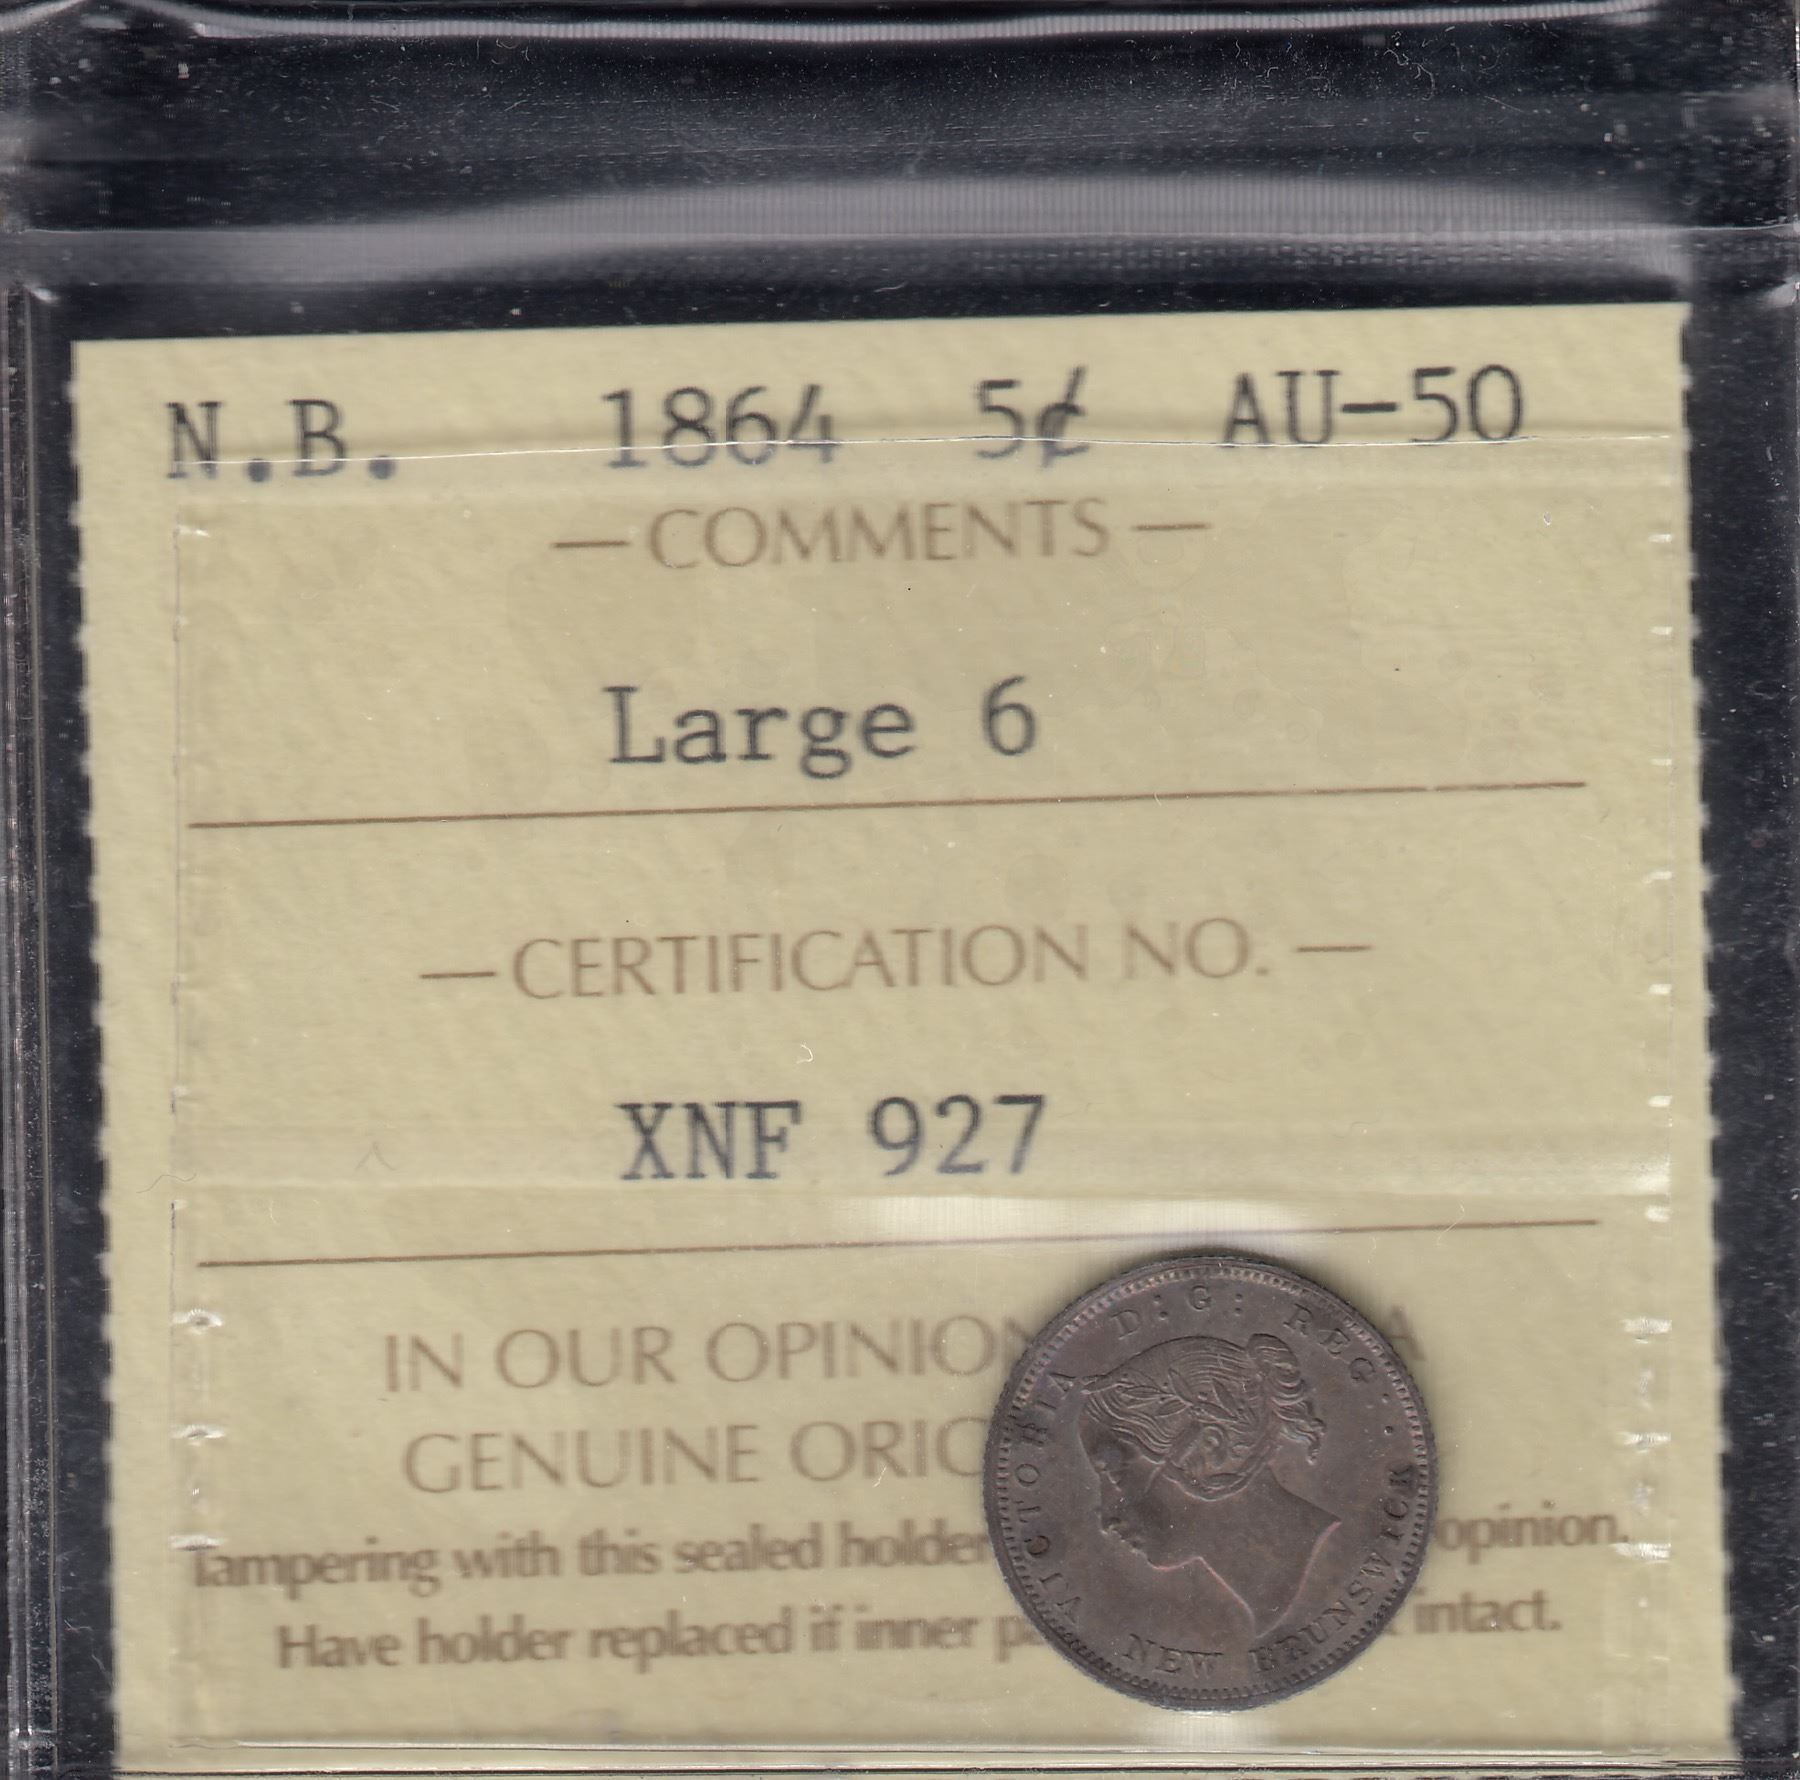 N.B. 1864 5¢ AU-50
— COMMENTS —
Large 6
— CERTIFICATION NO. —
XNF 927
IN OUR OPINION A
GENUINE ORIG
Tampering with this sealed holder opinion.
Have holder replaced if inner intact.
VICTORIA D: G: REG: .
NEW BRUNSWICK